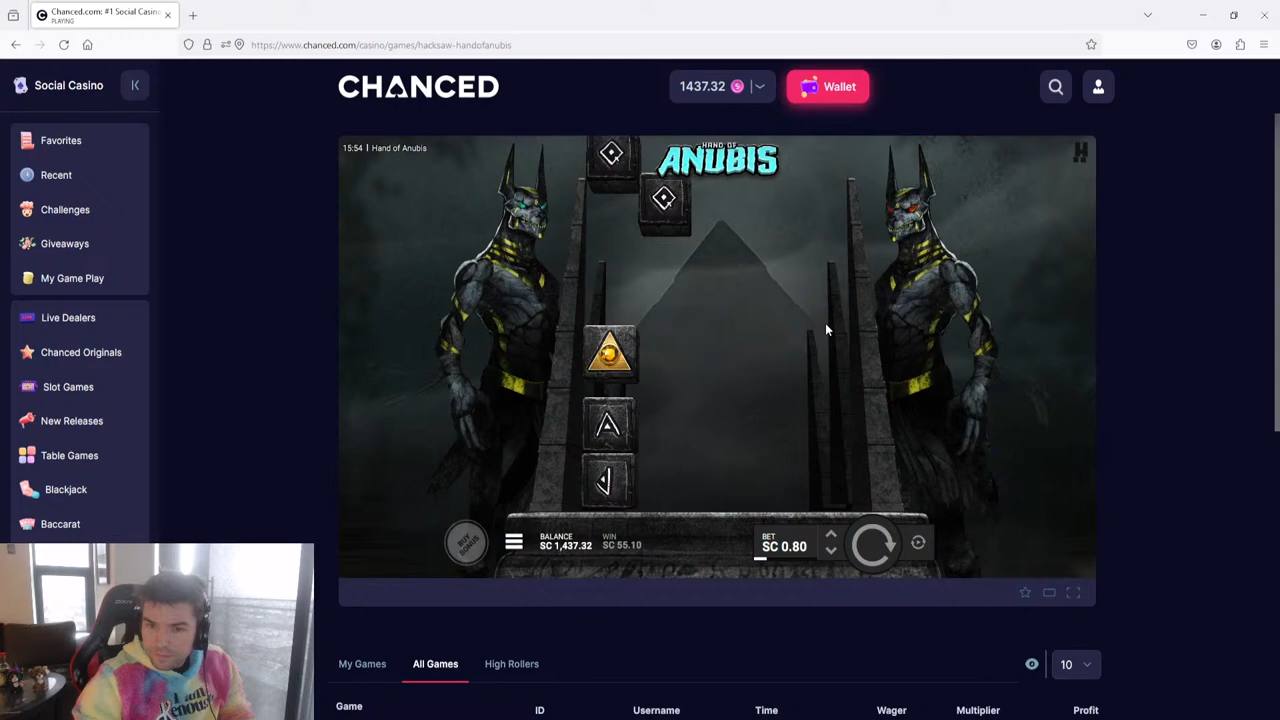 Chanced.com: #1 Social Casin
PLAYING
https://www.chanced.com/casino/games/hacksaw-handofanubis
Social Casino
CHANCED
1437.32
Wallet
Favorites
Recent
Challenges
Giveaways
My Game Play
Live Dealers
Chanced Originals
Slot Games
New Releases
Table Games
Blackjack
Baccarat
15:54 | Hand of Anubis
HAND OF
ANUBIS
BUY
BONUS
BALANCE
SC 1,437.32
WIN
SC 55.10
BET
SC 0.80
My Games
All Games
High Rollers
10
Game
ID
Username
Time
Wager
Multiplier
Profit